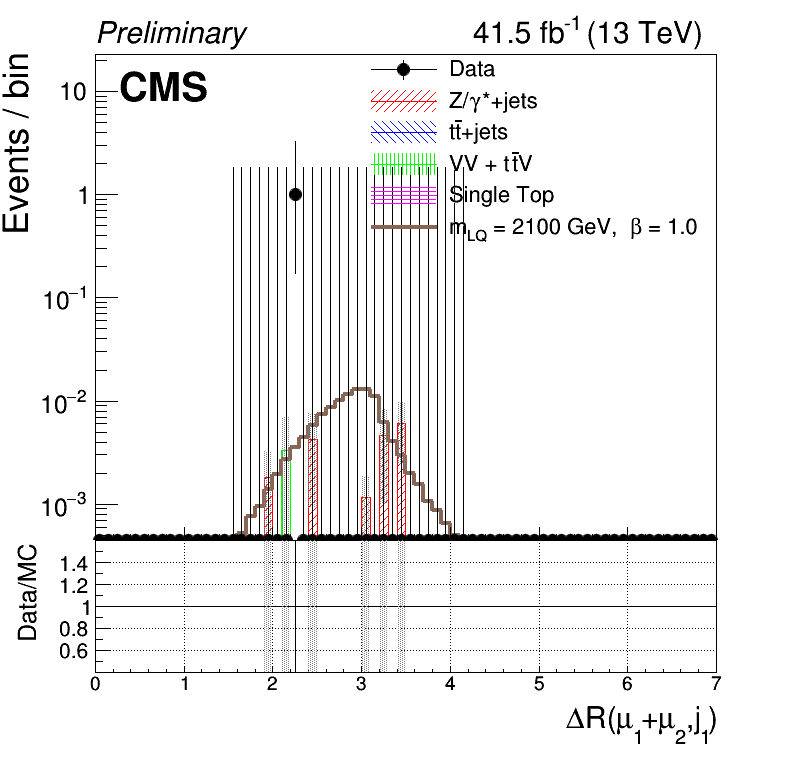 Preliminary 41.5 fb⁻¹ (13 TeV)
CMS
Data
Z/γ*+jets
tt̄+jets
VV + tt̄V
Single Top
m_LQ = 2100 GeV, β = 1.0
Events / bin
10
1
10⁻¹
10⁻²
10⁻³
Data/MC
1.4
1.2
1
0.8
0.6
0 1 2 3 4 5 6 7
ΔR(μ₁+μ₂,j₁)